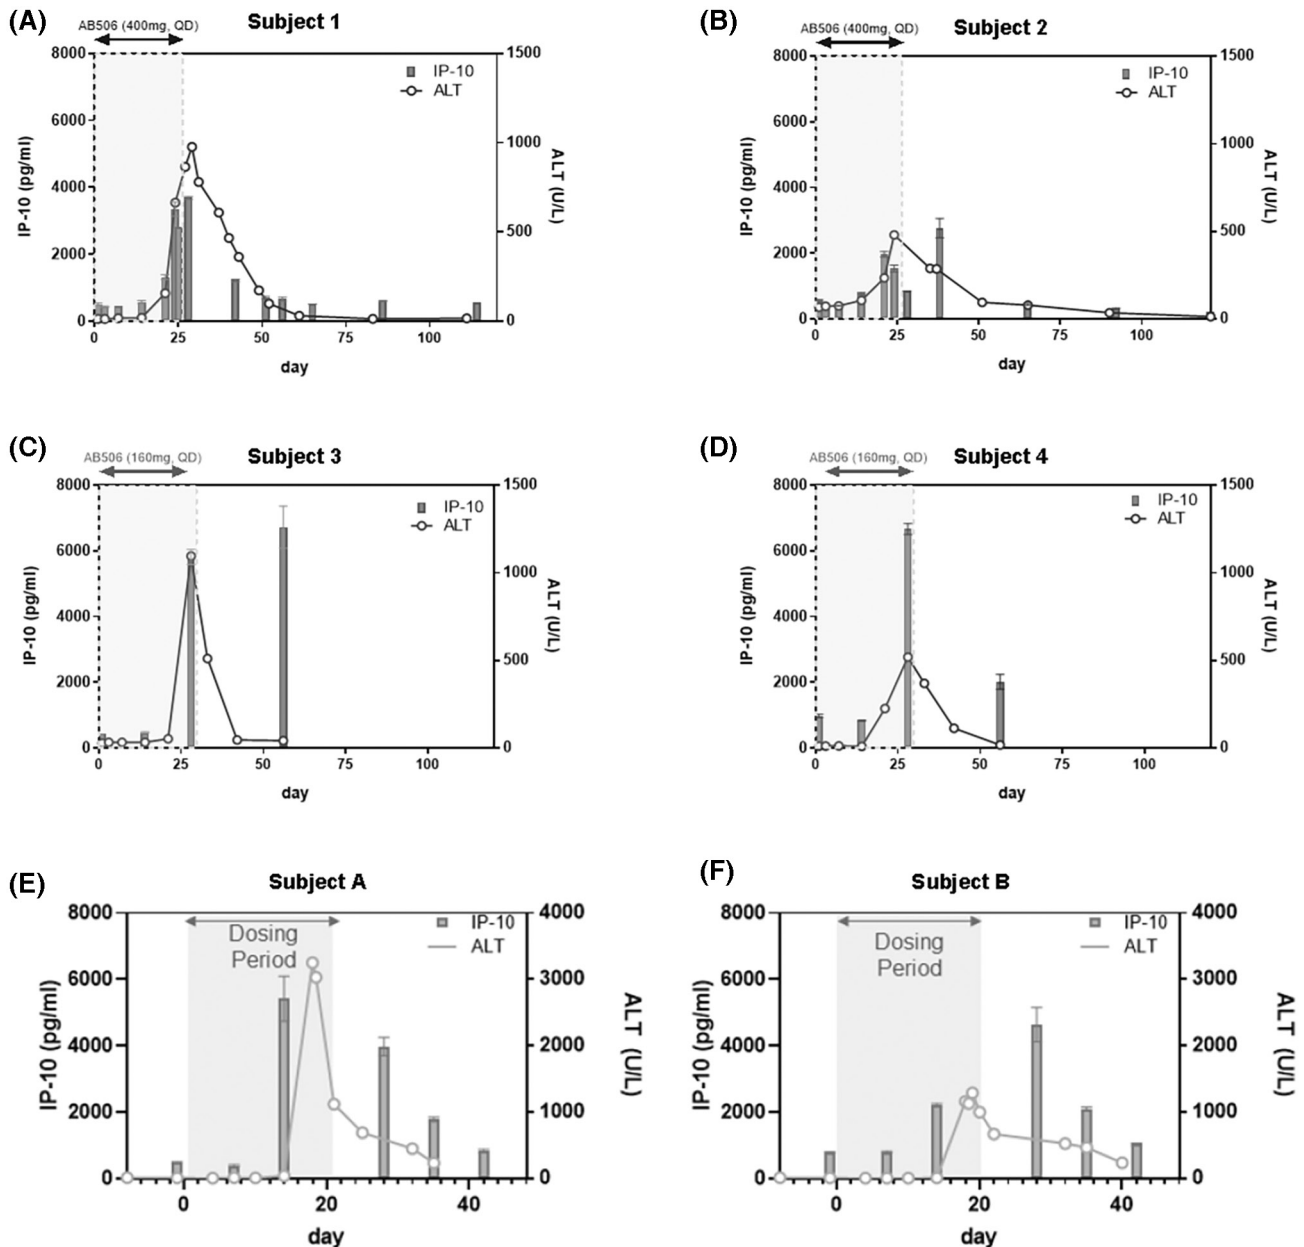 (A)
AB506 (400mg, QD)
Subject 1
8000
6000
4000
2000
0
IP-10 (pg/ml)
1500
1000
500
0
ALT (U/L)
IP-10
ALT
0 25 50 75 100
day
(B)
AB506 (400mg, QD)
Subject 2
8000
6000
4000
2000
0
IP-10 (pg/ml)
1500
1000
500
0
ALT (U/L)
IP-10
ALT
0 25 50 75 100
day
(C)
AB506 (160mg, QD)
Subject 3
8000
6000
4000
2000
0
IP-10 (pg/ml)
1500
1000
500
0
ALT (U/L)
IP-10
ALT
0 25 50 75 100
day
(D)
AB506 (160mg, QD)
Subject 4
8000
6000
4000
2000
0
IP-10 (pg/ml)
1500
1000
500
0
ALT (U/L)
IP-10
ALT
0 25 50 75 100
day
(E)
Subject A
8000
6000
4000
2000
0
IP-10 (pg/ml)
4000
3000
2000
1000
0
ALT (U/L)
Dosing
Period
IP-10
ALT
0 20 40
day
(F)
Subject B
8000
6000
4000
2000
0
IP-10 (pg/ml)
4000
3000
2000
1000
0
ALT (U/L)
Dosing
Period
IP-10
ALT
0 20 40
day